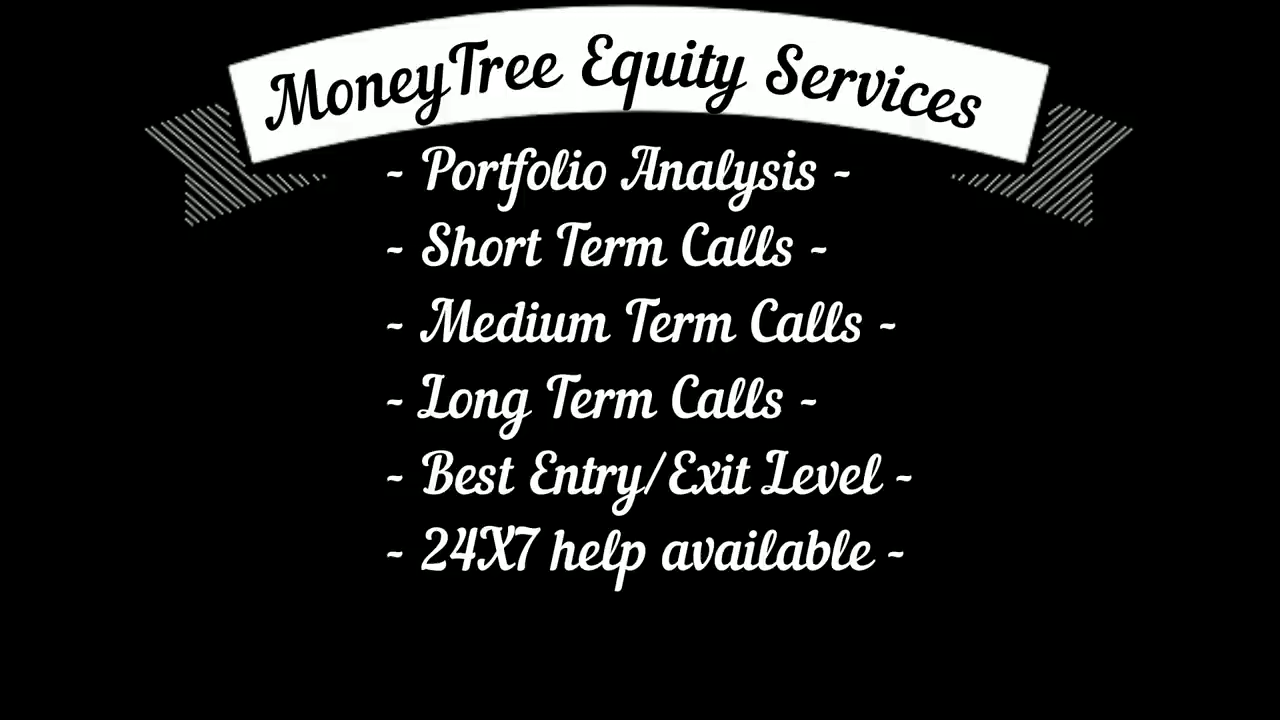 MoneyTree Equity Services
- Portfolio Analysis -
- Short Term Calls -
- Medium Term Calls -
- Long Term Calls -
- Best Entry/Exit Level -
- 24X7 help available -